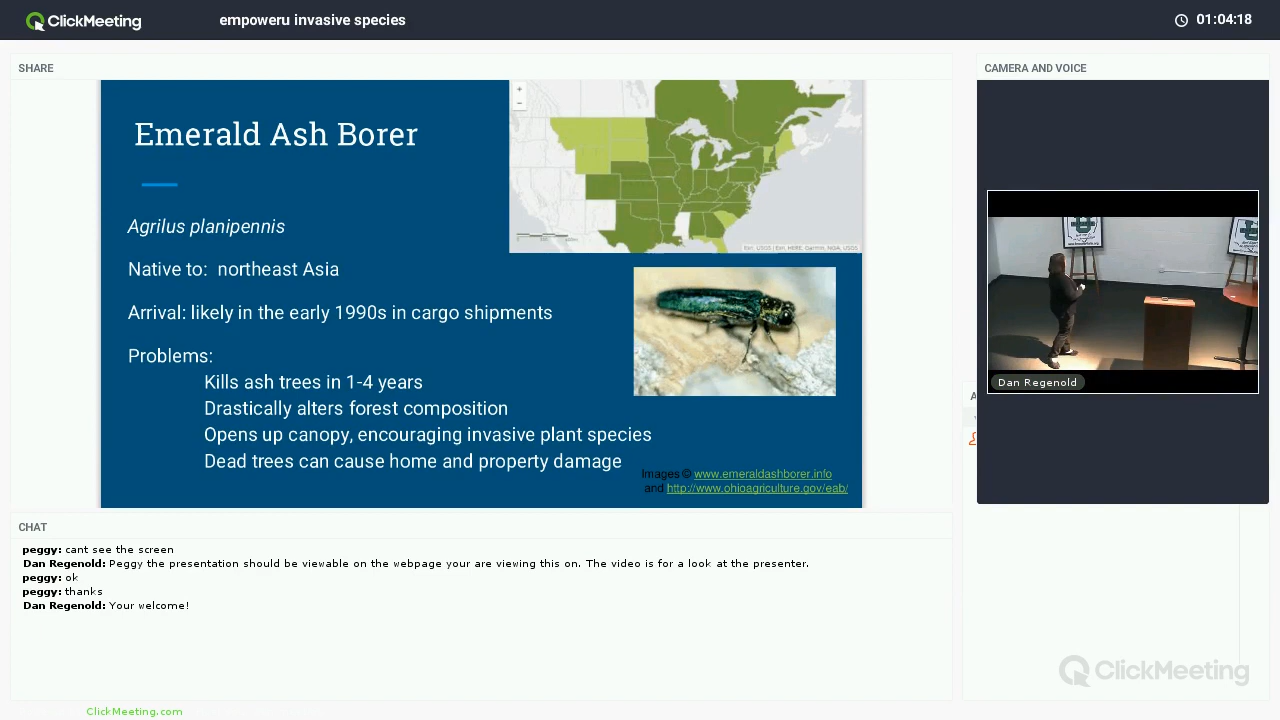 ClickMeeting
empoweru invasive species
01:04:18
SHARE
CAMERA AND VOICE
Emerald Ash Borer
Agrilus planipennis
Native to: northeast Asia
Arrival: likely in the early 1990s in cargo shipments
Problems:
Kills ash trees in 1-4 years
Drastically alters forest composition
Opens up canopy, encouraging invasive plant species
Dead trees can cause home and property damage
Images © www.emeraldashborer.info
and http://www.ohioagriculture.gov/eab/
Dan Regenold
CHAT
peggy: cant see the screen
Dan Regenold: Peggy the presentation should be viewable on the webpage your are viewing this on. The video is for a look at the presenter.
peggy: ok
peggy: thanks
Dan Regenold: Your welcome!
ClickMeeting
ClickMeeting.com